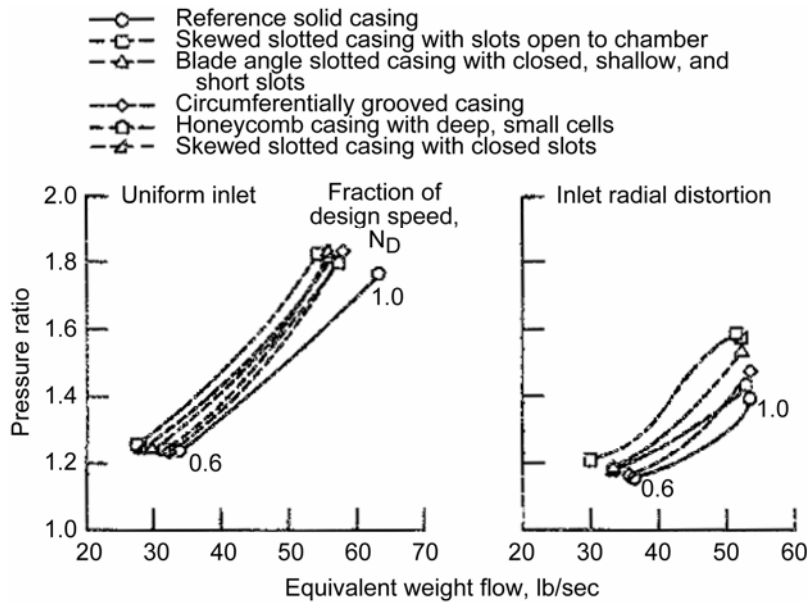 Reference solid casing
Skewed slotted casing with slots open to chamber
Blade angle slotted casing with closed, shallow, and
short slots
Circumferentially grooved casing
Honeycomb casing with deep, small cells
Skewed slotted casing with closed slots
2.0
1.8
1.6
1.4
1.2
1.0
Pressure ratio
Uniform inlet
Fraction of
design speed,
ND
1.0
0.6
20 30 40 50 60 70
Inlet radial distortion
1.0
0.6
20 30 40 50 60
Equivalent weight flow, lb/sec